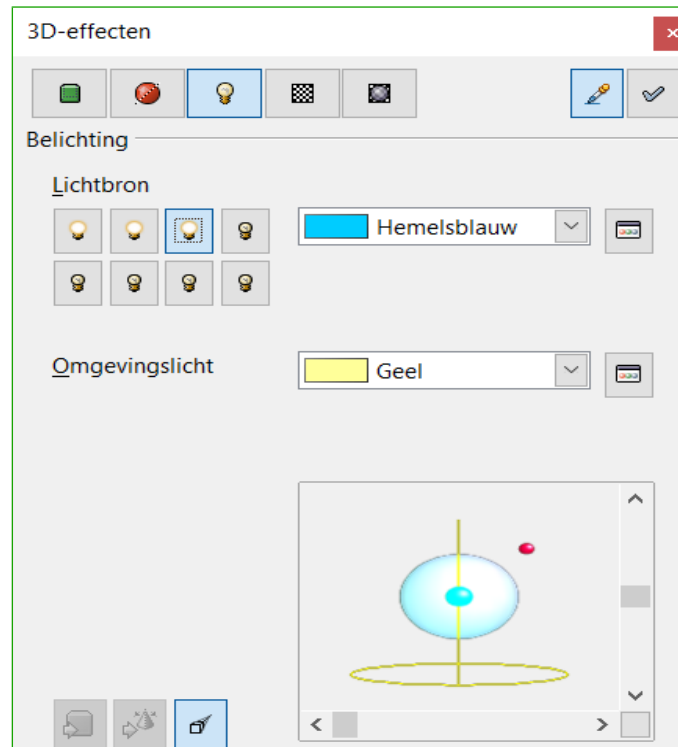 3D-effecten
Belichting
Lichtbron
Hemelsblauw
Omgevingslicht
Geel